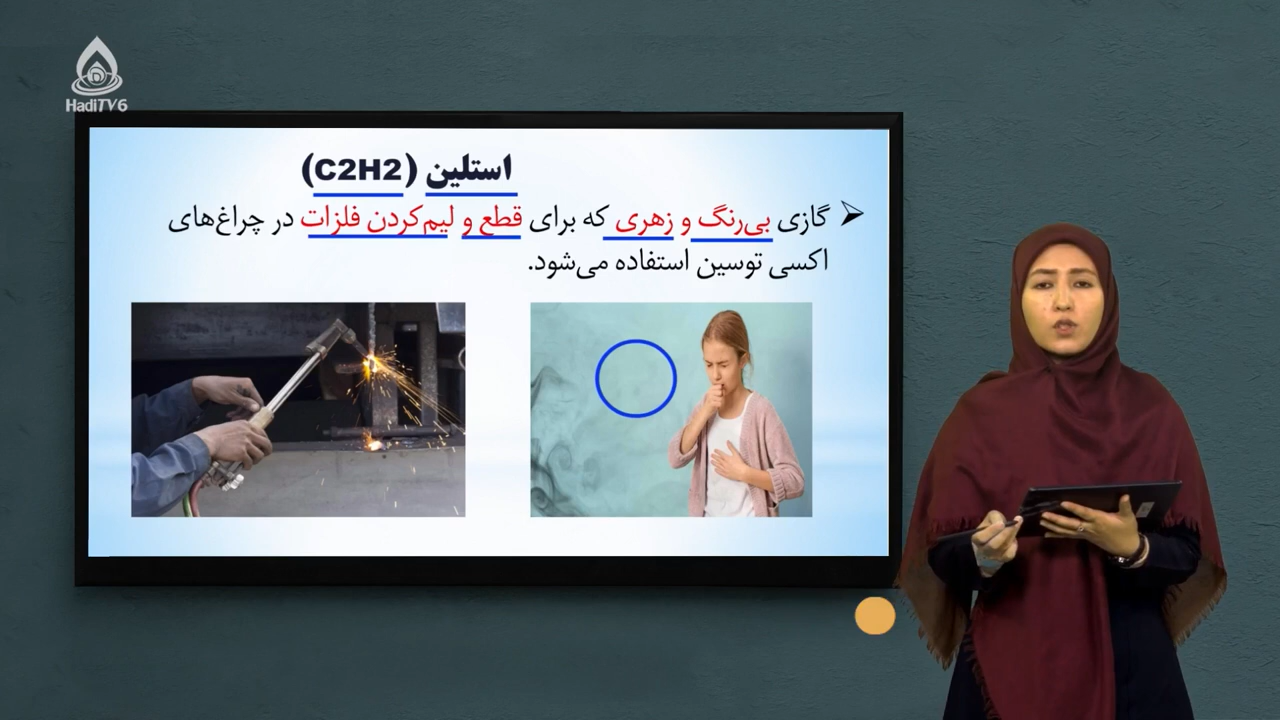 HadiTV6
استلین (C2H2)
گازی بی‌رنگ و زهری که برای قطع و لیم‌کردن فلزات در چراغ‌های
اکسی توسین استفاده می‌شود.